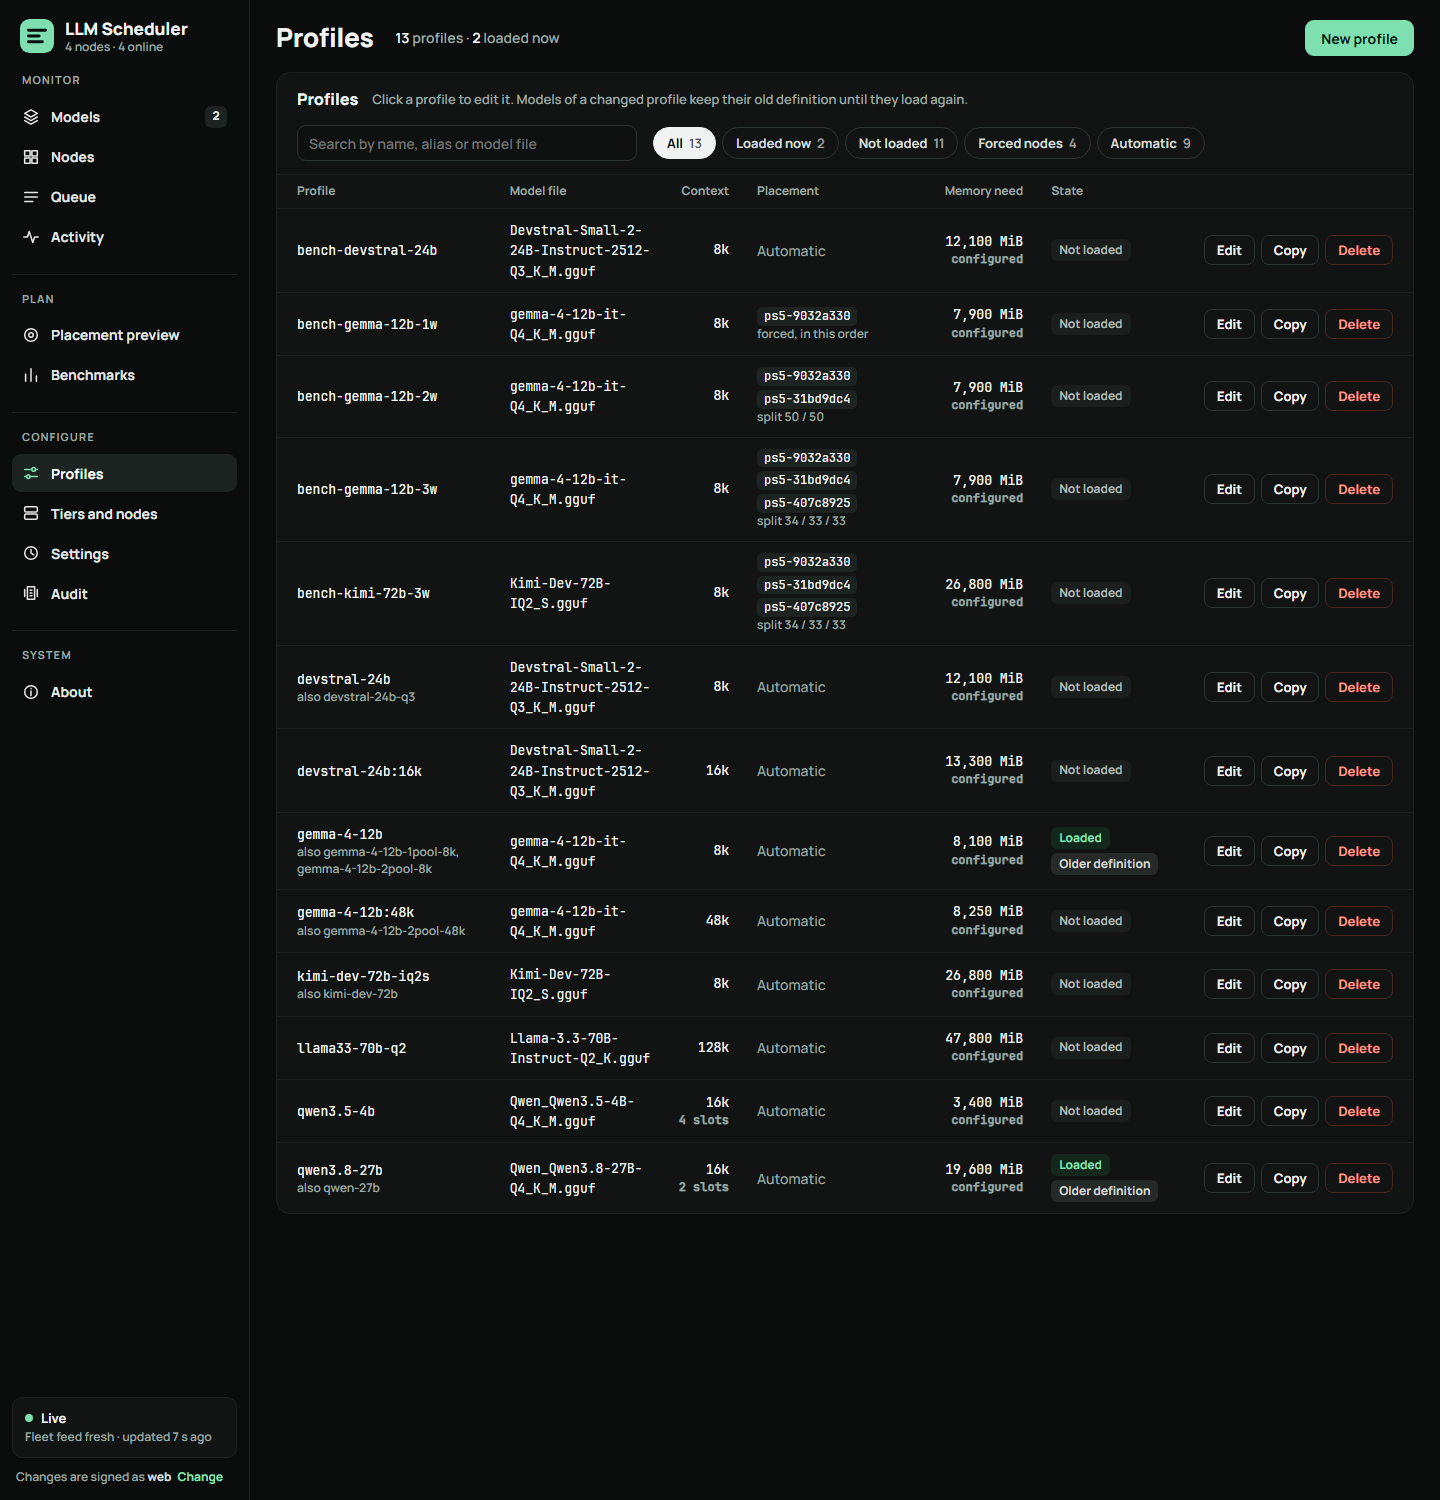 LLM Scheduler
4 nodes · 4 online
MONITOR
Models 2
Nodes
Queue
Activity
PLAN
Placement preview
Benchmarks
CONFIGURE
Profiles
Tiers and nodes
Settings
Audit
SYSTEM
About
Live
Fleet feed fresh · updated 7 s ago
Changes are signed as web Change
Profiles 13 profiles · 2 loaded now New profile
Profiles Click a profile to edit it. Models of a changed profile keep their old definition until they load again.
Search by name, alias or model file All 13 Loaded now 2 Not loaded 11 Forced nodes 4 Automatic 9
Profile Model file Context Placement Memory need State
bench-devstral-24b
Devstral-Small-2-
24B-Instruct-2512-
Q3_K_M.gguf
8k
Automatic
12,100 MiB
configured
Not loaded
Edit Copy Delete
bench-gemma-12b-1w
gemma-4-12b-it-
Q4_K_M.gguf
8k
ps5-9032a330
forced, in this order
7,900 MiB
configured
Not loaded
Edit Copy Delete
bench-gemma-12b-2w
gemma-4-12b-it-
Q4_K_M.gguf
8k
ps5-9032a330
ps5-31bd9dc4
split 50 / 50
7,900 MiB
configured
Not loaded
Edit Copy Delete
bench-gemma-12b-3w
gemma-4-12b-it-
Q4_K_M.gguf
8k
ps5-9032a330
ps5-31bd9dc4
ps5-407c8925
split 34 / 33 / 33
7,900 MiB
configured
Not loaded
Edit Copy Delete
bench-kimi-72b-3w
Kimi-Dev-72B-
IQ2_S.gguf
8k
ps5-9032a330
ps5-31bd9dc4
ps5-407c8925
split 34 / 33 / 33
26,800 MiB
configured
Not loaded
Edit Copy Delete
devstral-24b
also devstral-24b-q3
Devstral-Small-2-
24B-Instruct-2512-
Q3_K_M.gguf
8k
Automatic
12,100 MiB
configured
Not loaded
Edit Copy Delete
devstral-24b:16k
Devstral-Small-2-
24B-Instruct-2512-
Q3_K_M.gguf
16k
Automatic
13,300 MiB
configured
Not loaded
Edit Copy Delete
gemma-4-12b
also gemma-4-12b-1pool-8k,
gemma-4-12b-2pool-8k
gemma-4-12b-it-
Q4_K_M.gguf
8k
Automatic
8,100 MiB
configured
Loaded
Older definition
Edit Copy Delete
gemma-4-12b:48k
also gemma-4-12b-2pool-48k
gemma-4-12b-it-
Q4_K_M.gguf
48k
Automatic
8,250 MiB
configured
Not loaded
Edit Copy Delete
kimi-dev-72b-iq2s
also kimi-dev-72b
Kimi-Dev-72B-
IQ2_S.gguf
8k
Automatic
26,800 MiB
configured
Not loaded
Edit Copy Delete
llama33-70b-q2
Llama-3.3-70B-
Instruct-Q2_K.gguf
128k
Automatic
47,800 MiB
configured
Not loaded
Edit Copy Delete
qwen3.5-4b
Qwen_Qwen3.5-4B-
Q4_K_M.gguf
16k
4 slots
Automatic
3,400 MiB
configured
Not loaded
Edit Copy Delete
qwen3.8-27b
also qwen-27b
Qwen_Qwen3.8-27B-
Q4_K_M.gguf
16k
2 slots
Automatic
19,600 MiB
configured
Loaded
Older definition
Edit Copy Delete